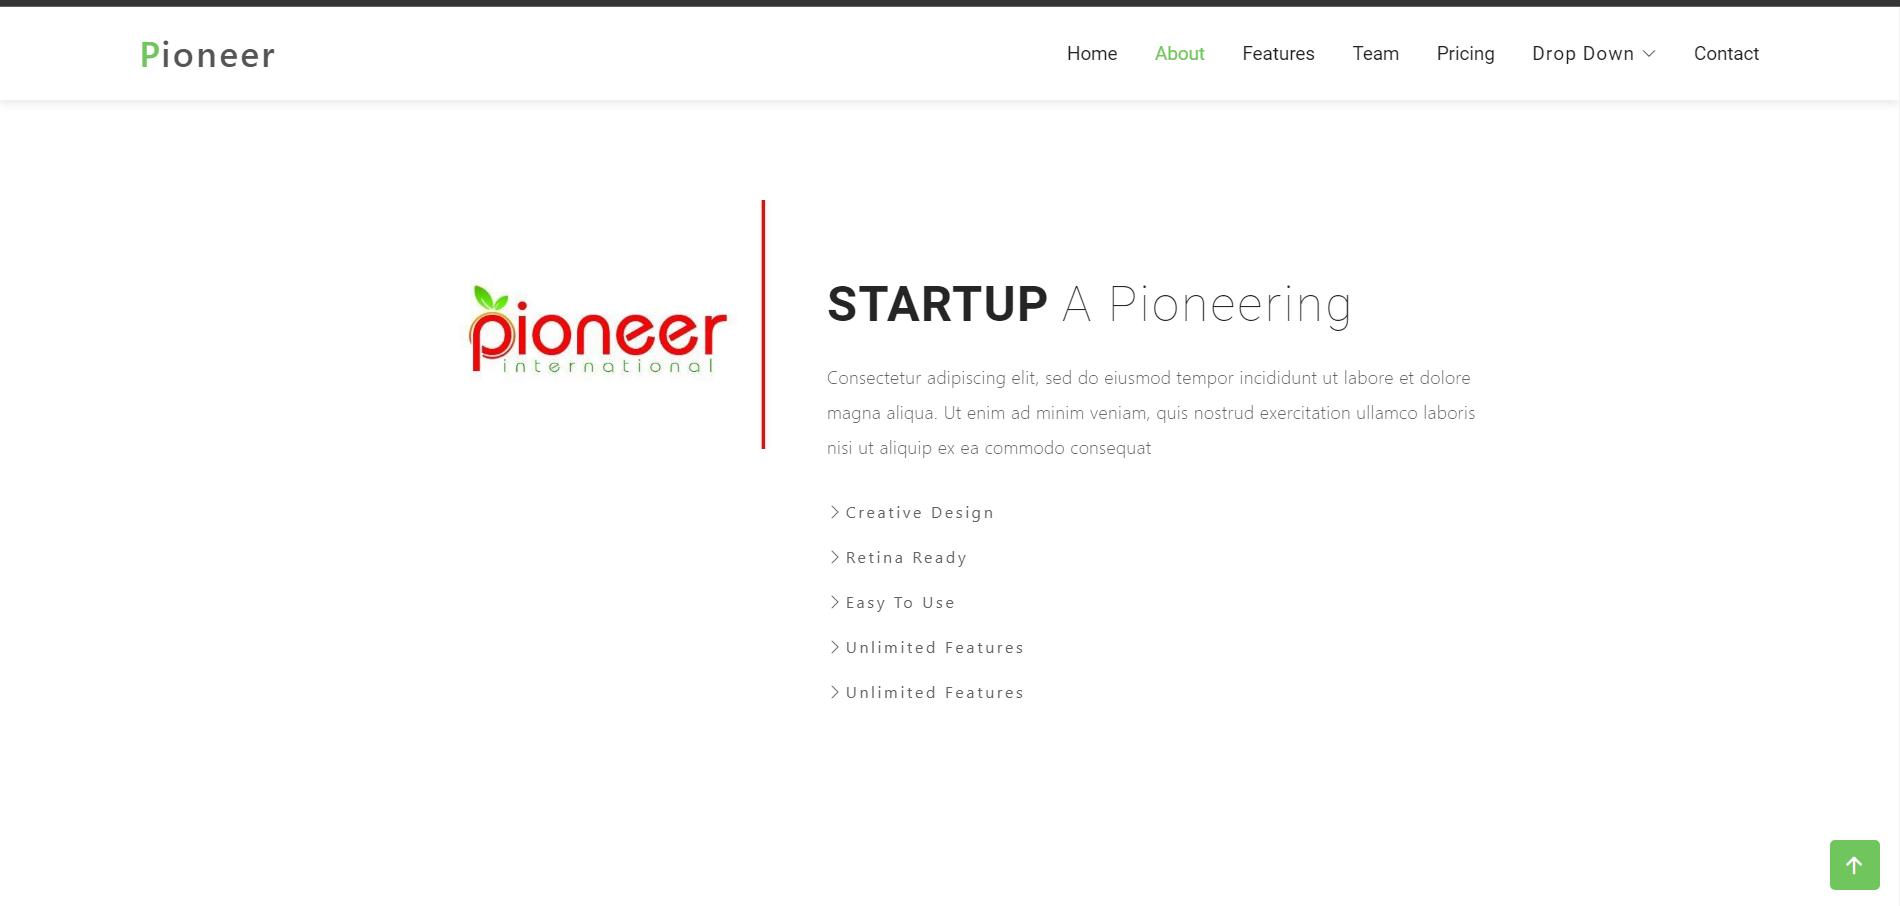 Pioneer
Home About Features Team Pricing Drop Down Contact
pioneer
international
STARTUP A Pioneering
Consectetur adipiscing elit, sed do eiusmod tempor incididunt ut labore et dolore
magna aliqua. Ut enim ad minim veniam, quis nostrud exercitation ullamco laboris
nisi ut aliquip ex ea commodo consequat
Creative Design
Retina Ready
Easy To Use
Unlimited Features
Unlimited Features